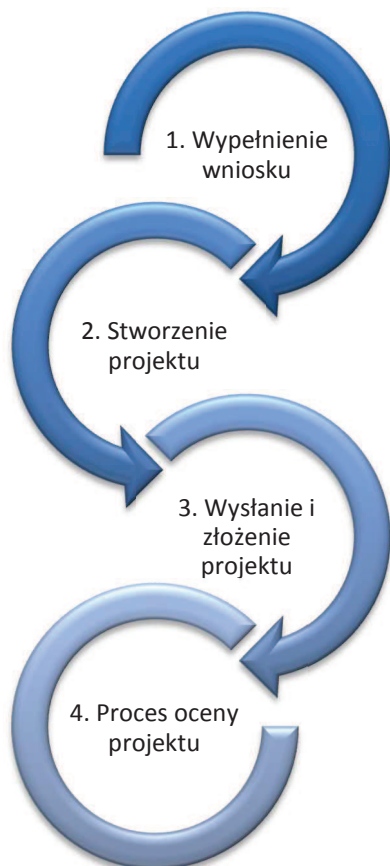 1. Wypełnienie
wniosku
2. Stworzenie
projektu
3. Wysłanie i
złożenie
projektu
4. Proces oceny
projektu